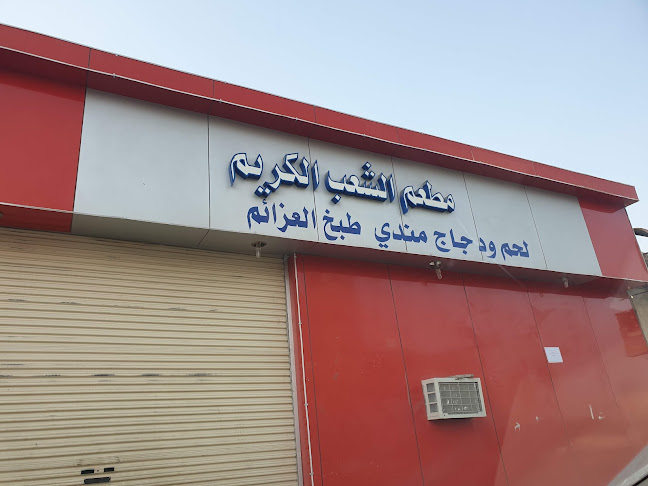 مطعم الشعب الكريم
لحم ودجاج مندي طبخ العزائم